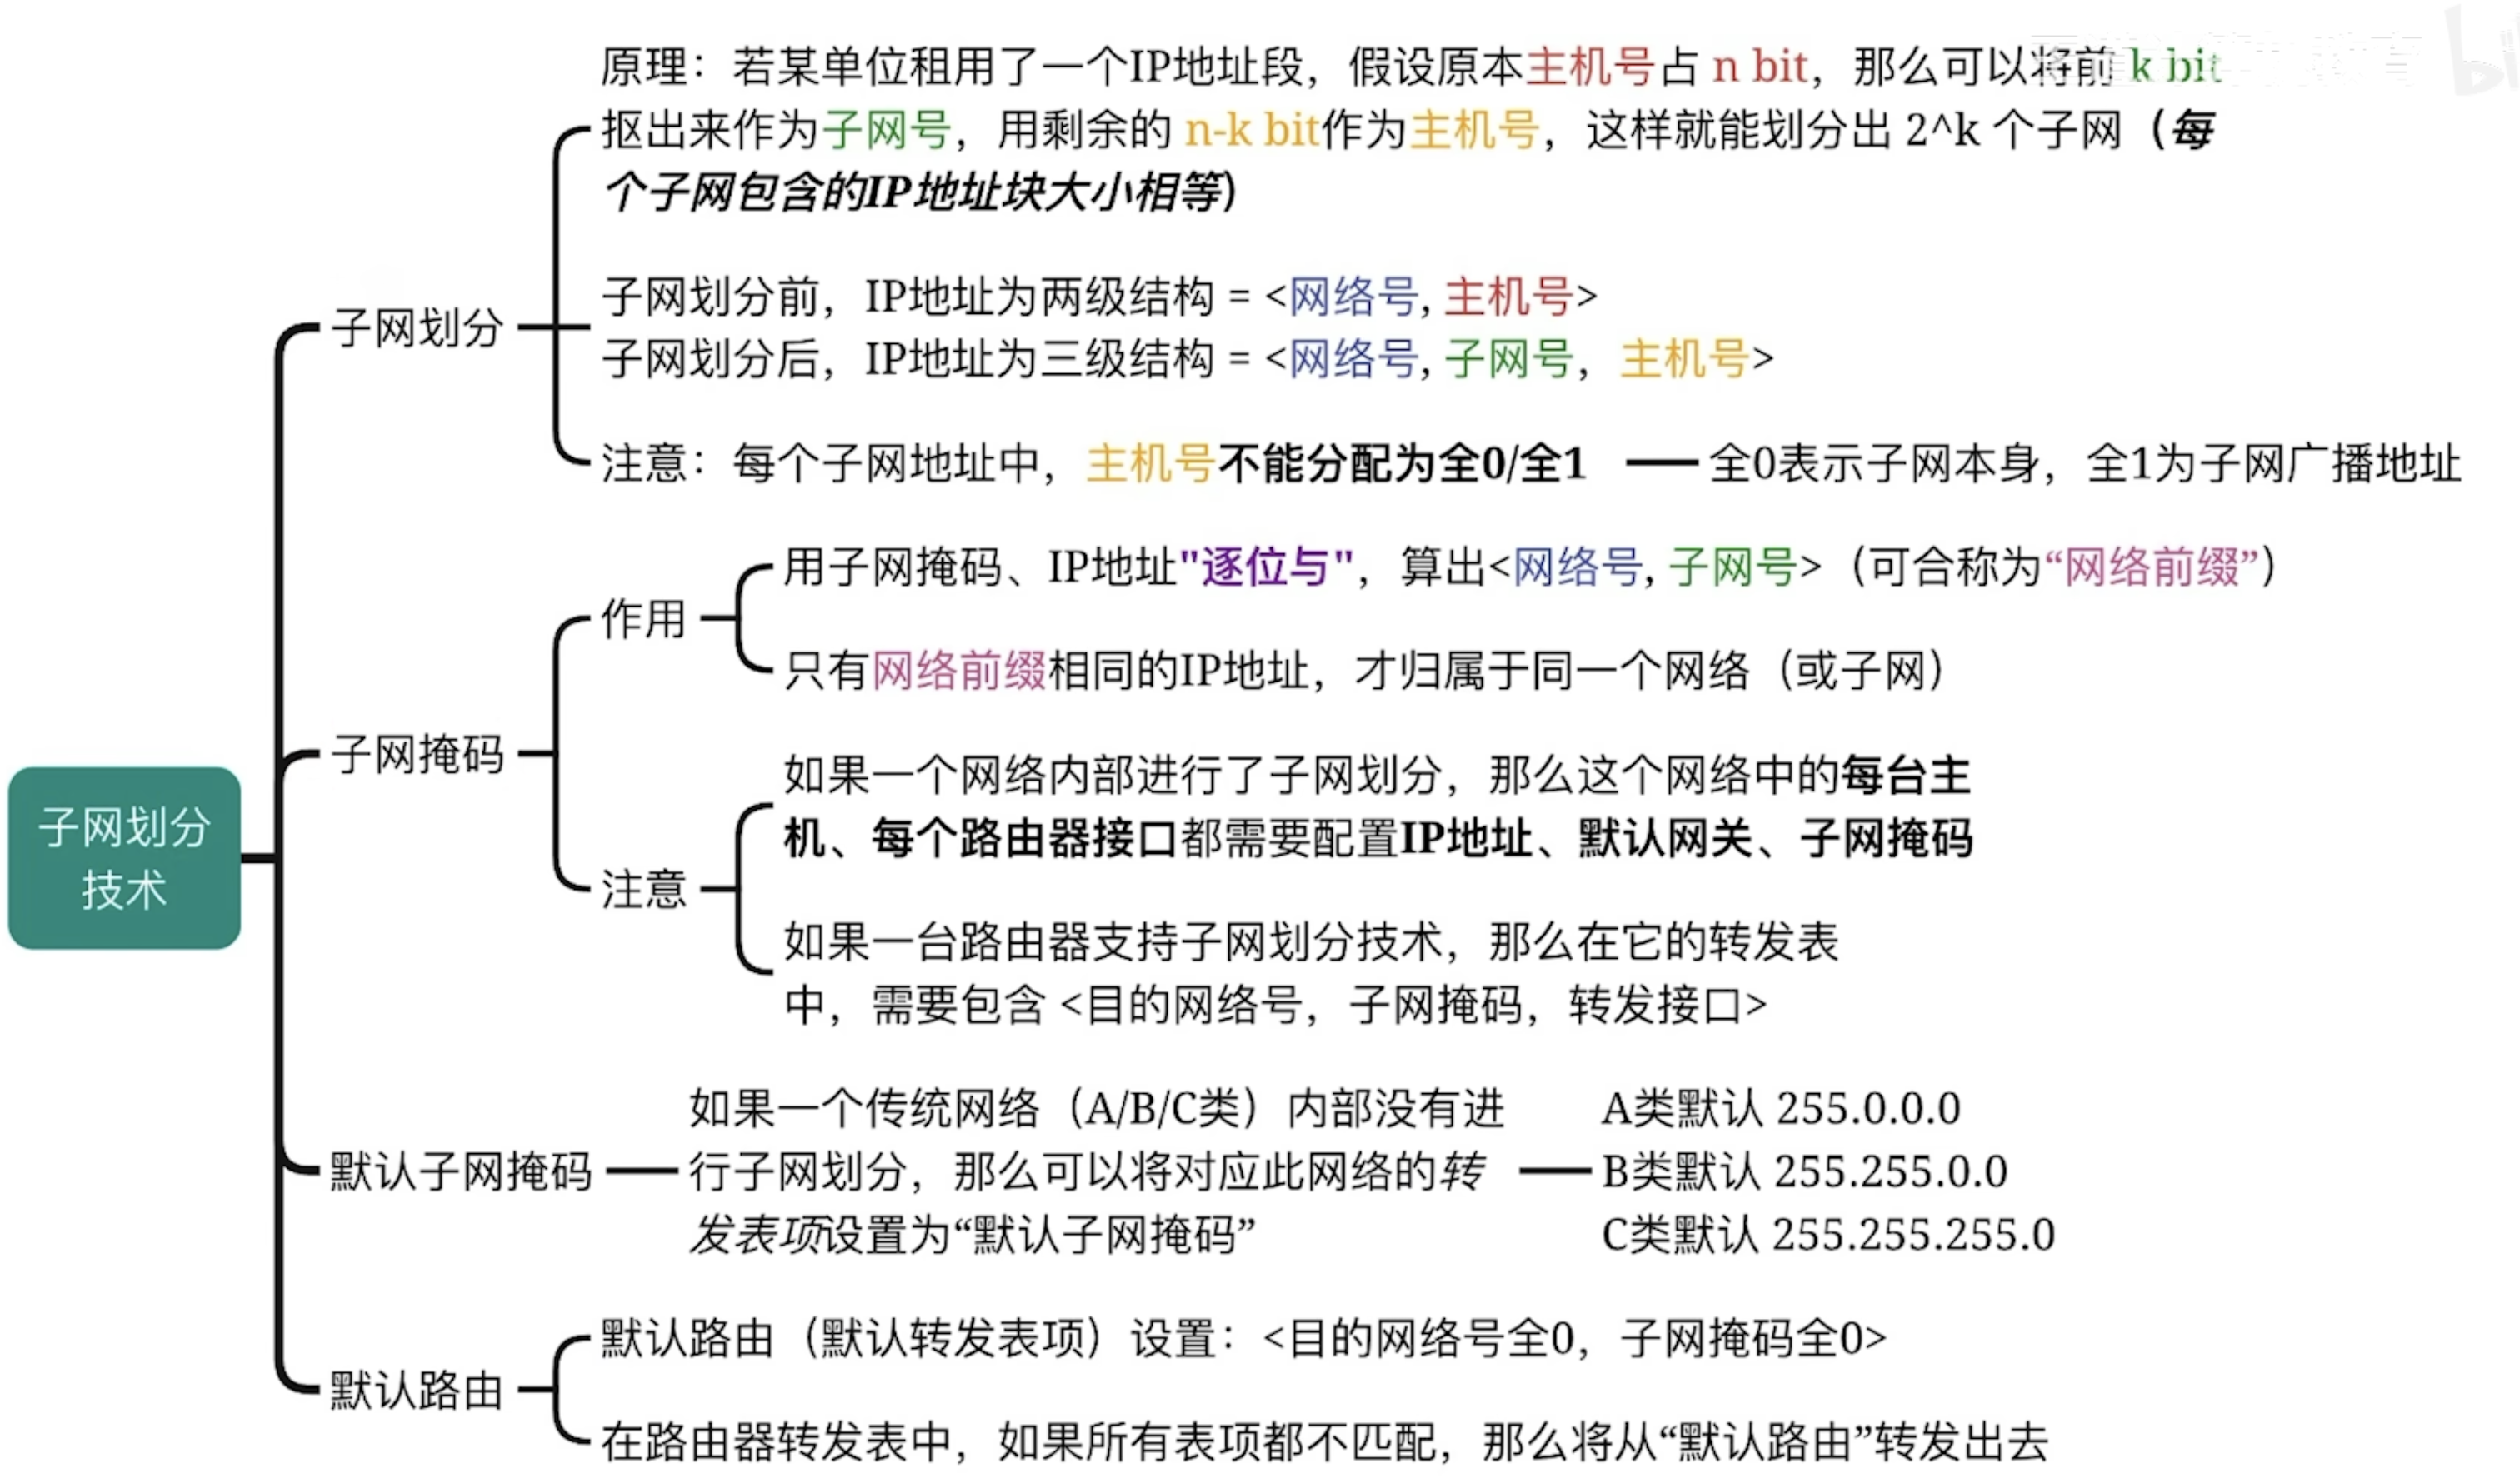 原理：若某单位租用了一个IP地址段，假设原本主机号占 n bit，那么可以将前 k bit
抠出来作为子网号，用剩余的 n-k bit作为主机号，这样就能划分出 2^k 个子网（每
个子网包含的IP地址块大小相等）
子网划分
子网划分前，IP地址为两级结构 = <网络号, 主机号>
子网划分后，IP地址为三级结构 = <网络号, 子网号，主机号>
注意：每个子网地址中，主机号不能分配为全0/全1
全0表示子网本身，全1为子网广播地址
子网掩码
作用
用子网掩码、IP地址"逐位与"，算出<网络号, 子网号>（可合称为“网络前缀”）
只有网络前缀相同的IP地址，才归属于同一个网络（或子网）
注意
如果一个网络内部进行了子网划分，那么这个网络中的每台主
机、每个路由器接口都需要配置IP地址、默认网关、子网掩码
如果一台路由器支持子网划分技术，那么在它的转发表
中，需要包含 <目的网络号，子网掩码，转发接口>
子网划分
技术
默认子网掩码
如果一个传统网络（A/B/C类）内部没有进
行子网划分，那么可以将对应此网络的转
发表项设置为“默认子网掩码”
A类默认 255.0.0.0
B类默认 255.255.0.0
C类默认 255.255.255.0
默认路由
默认路由（默认转发表项）设置：<目的网络号全0，子网掩码全0>
在路由器转发表中，如果所有表项都不匹配，那么将从“默认路由”转发出去